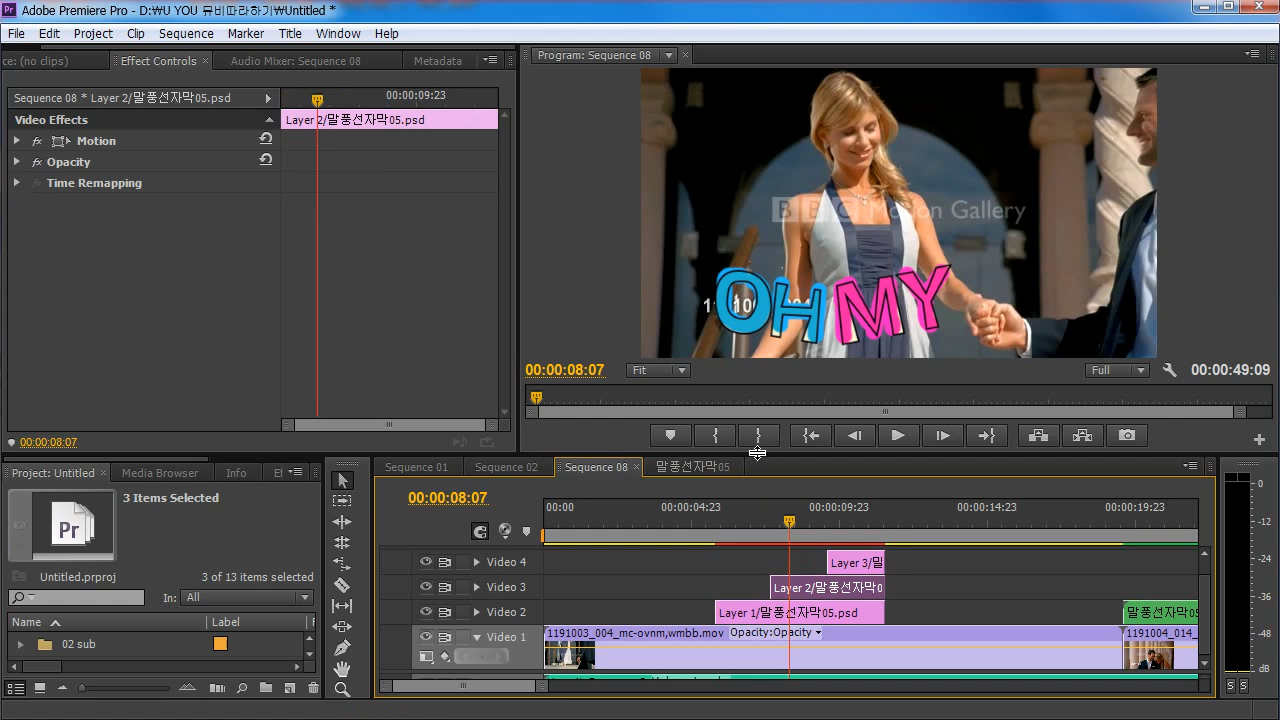 Adobe Premiere Pro - D:\U YOU 뮤비따라하기\Untitled *
File Edit Project Clip Sequence Marker Title Window Help
ce: (no clips) Effect Controls Audio Mixer: Sequence 08 Metadata
Program: Sequence 08
Sequence 08 * Layer 2/말풍선자막05.psd
00:00:09:23
Layer 2/말풍선자막05.psd
Video Effects
fx Motion
fx Opacity
Time Remapping
BBC Motion Gallery
OH MY
00:00:08:07 Fit Full 00:00:49:09
00:00:08:07
Project: Untitled Media Browser Info
3 Items Selected
Pr
Untitled.prproj 3 of 13 items selected
In: All
Name Label
02 sub
Sequence 01 Sequence 02 Sequence 08 말풍선자막05
00:00:08:07
00:00 00:00:04:23 00:00:09:23 00:00:14:23 00:00:19:23
Video 4 Layer 3/말
Video 3 Layer 2/말풍선자막0
Video 2 Layer 1/말풍선자막05.psd 말풍선자막05
Video 1 1191003_004_mc-ovnm,wmbb.mov Opacity:Opacity 1191004_014_
0
-12
-24
-36
-48
dB
S S